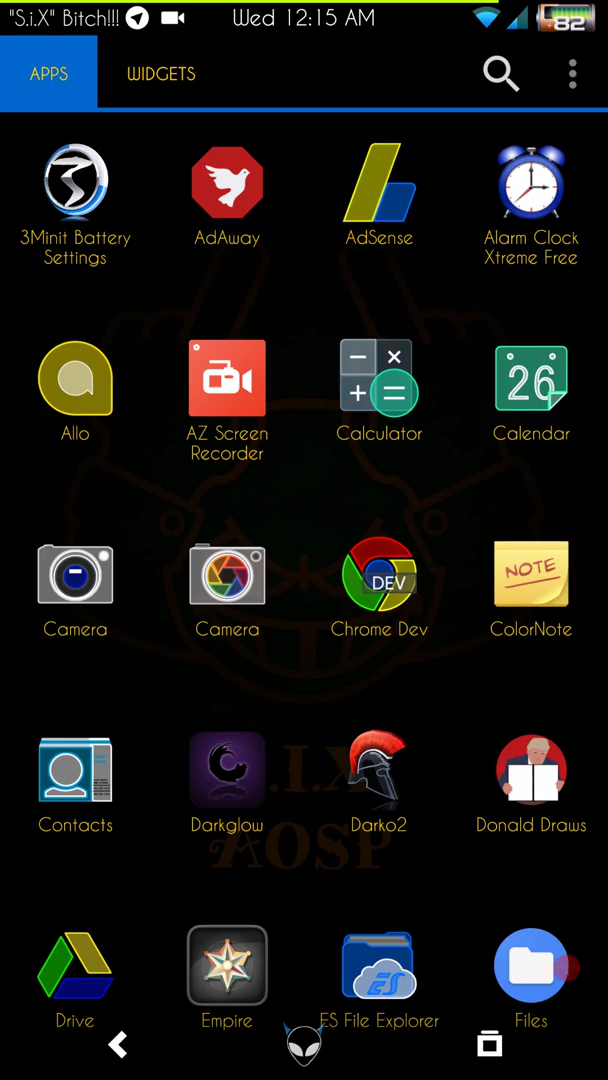 "S.i.X" Bitch!!! Wed 12:15 AM 82
APPS WIDGETS
3Minit Battery Settings
AdAway
AdSense
Alarm Clock Xtreme Free
Allo
AZ Screen Recorder
Calculator
26
Calendar
Camera
Camera
DEV
Chrome Dev
NOTE
ColorNote
Contacts
Darkglow
Darko2
Donald Draws
.I.X
AOSP
Drive
Empire
ES
ES File Explorer
Files